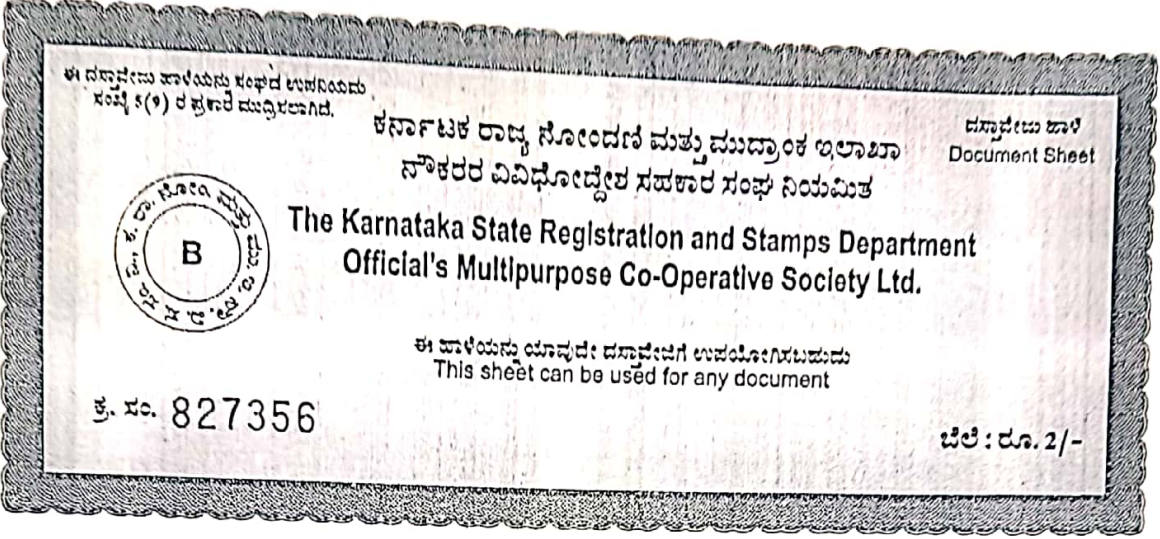 ಈ ದಸ್ತಾವೇಜು ಹಾಳೆಯನ್ನು ಸಂಘದ ಉಪನಿಯಮ
ಸಂಖ್ಯೆ 5(೪) ರ ಪ್ರಕಾರ ಮುದ್ರಿಸಲಾಗಿದೆ.
ದಸ್ತಾವೇಜು ಹಾಳೆ
Document Sheet
ಕರ್ನಾಟಕ ರಾಜ್ಯ ನೋಂದಣಿ ಮತ್ತು ಮುದ್ರಾಂಕ ಇಲಾಖಾ
ನೌಕರರ ವಿವಿಧೋದ್ದೇಶ ಸಹಕಾರ ಸಂಘ ನಿಯಮಿತ
B
The Karnataka State Registration and Stamps Department
Official's Multipurpose Co-Operative Society Ltd.
ಈ ಹಾಳೆಯನ್ನು ಯಾವುದೇ ದಸ್ತಾವೇಜಿಗೆ ಉಪಯೋಗಿಸಬಹುದು
This sheet can be used for any document
ಕ್ರ. ಸಂ. 827356
ಬೆಲೆ : ರೂ. 2/-